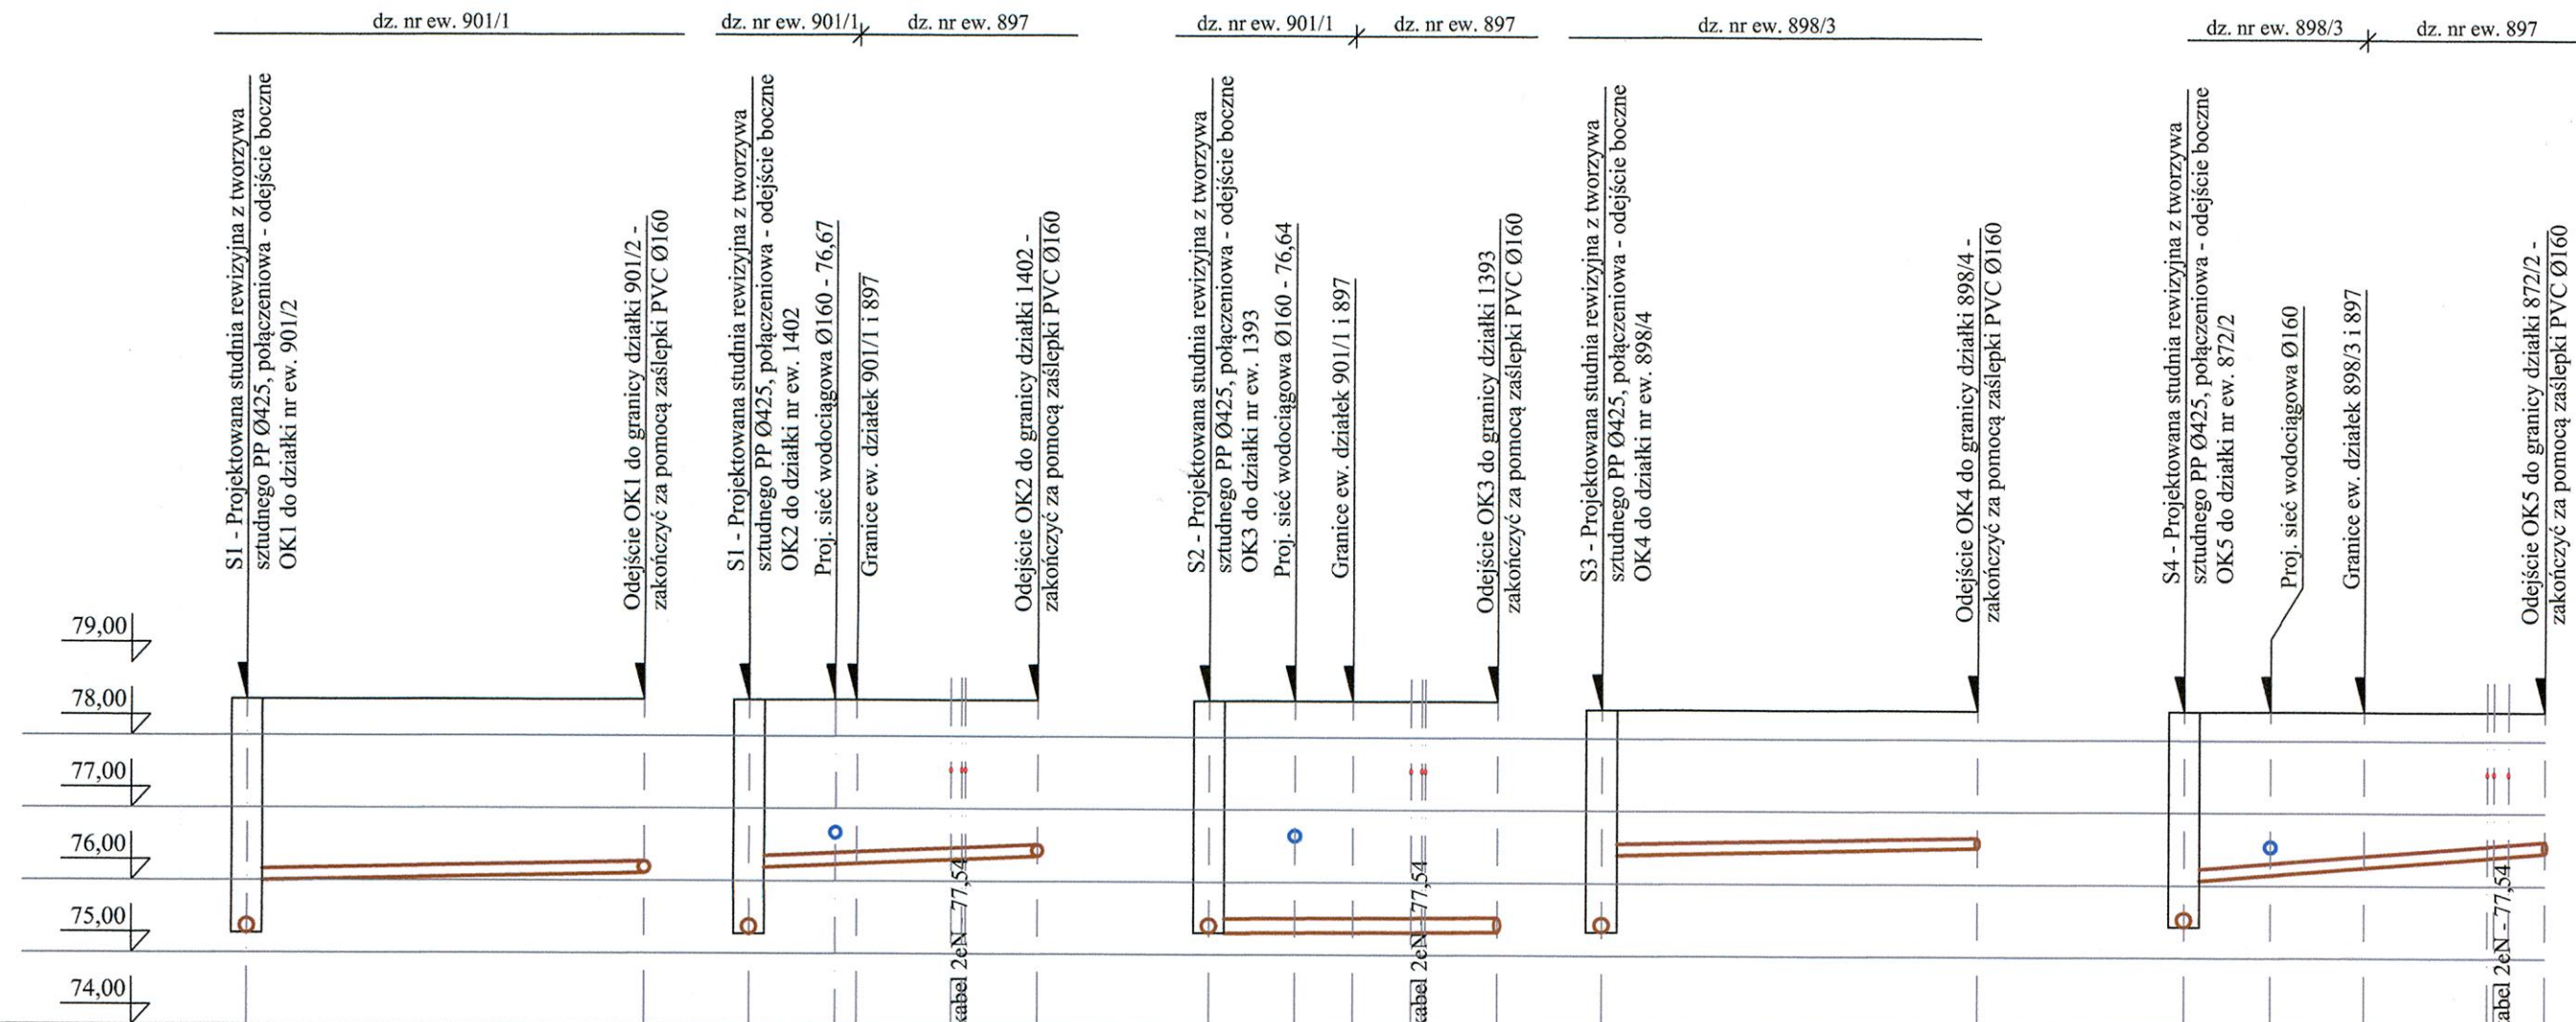 dz. nr ew. 901/1
dz. nr ew. 901/1
dz. nr ew. 897
dz. nr ew. 901/1
dz. nr ew. 897
dz. nr ew. 898/3
dz. nr ew. 898/3
dz. nr ew. 897
S1 - Projektowana studnia rewizyjna z tworzywa
sztudnego PP Ø425, połączeniowa - odejście boczne
OK1 do działki nr ew. 901/2
Odejście OK1 do granicy działki 901/2 -
zakończyć za pomocą zaślepki PVC Ø160
S1 - Projektowana studnia rewizyjna z tworzywa
sztudnego PP Ø425, połączeniowa - odejście boczne
OK2 do działki nr ew. 1402
Proj. sieć wodociągowa Ø160 - 76,67
Granice ew. działek 901/1 i 897
Odejście OK2 do granicy działki 1402 -
zakończyć za pomocą zaślepki PVC Ø160
S2 - Projektowana studnia rewizyjna z tworzywa
sztudnego PP Ø425, połączeniowa - odejście boczne
OK3 do działki nr ew. 1393
Proj. sieć wodociągowa Ø160 - 76,64
Granice ew. działek 901/1 i 897
Odejście OK3 do granicy działki 1393
zakończyć za pomocą zaślepki PVC Ø160
S3 - Projektowana studnia rewizyjna z tworzywa
sztudnego PP Ø425, połączeniowa - odejście boczne
OK4 do działki nr ew. 898/4
Odejście OK4 do granicy działki 898/4 -
zakończyć za pomocą zaślepki PVC Ø160
S4 - Projektowana studnia rewizyjna z tworzywa
sztudnego PP Ø425, połączeniowa - odejście boczne
OK5 do działki nr ew. 872/2
Proj. sieć wodociągowa Ø160
Granice ew. działek 898/3 i 897
Odejście OK5 do granicy działki 872/2 -
zakończyć za pomocą zaślepki PVC Ø160
79,00
78,00
77,00
76,00
75,00
74,00
kabel 2eN - 77,54
kabel 2eN - 77,54
abel 2eN - 77,54